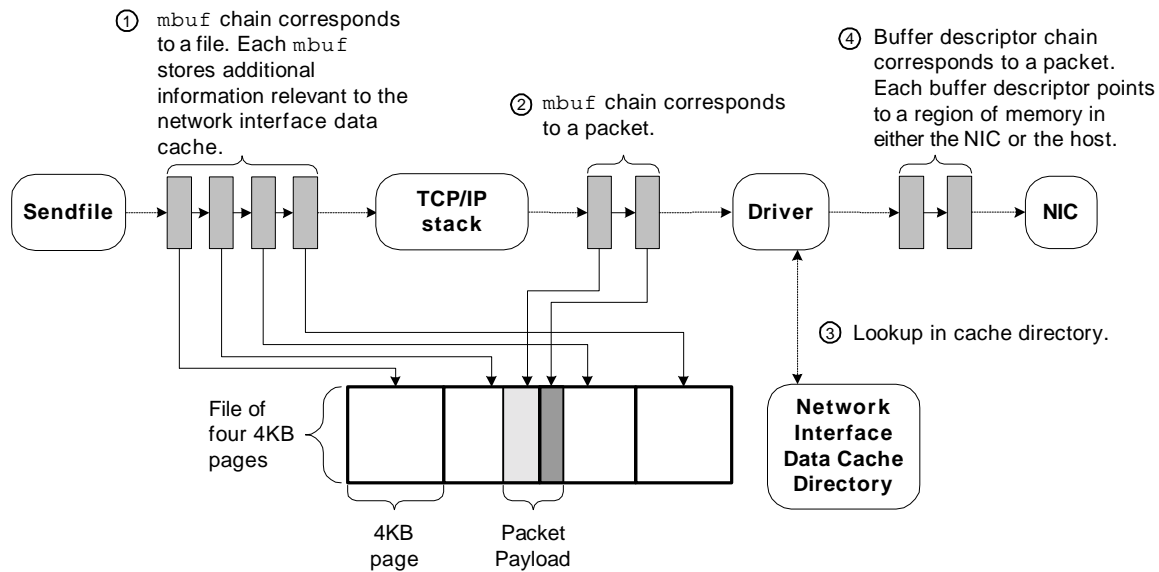 ① mbuf chain corresponds
to a file. Each mbuf
stores additional
information relevant to the
network interface data
cache.
② mbuf chain corresponds
to a packet.
④ Buffer descriptor chain
corresponds to a packet.
Each buffer descriptor points
to a region of memory in
either the NIC or the host.
Sendfile
TCP/IP
stack
Driver
NIC
③ Lookup in cache directory.
File of
four 4KB
pages
Network
Interface
Data Cache
Directory
4KB
page
Packet
Payload